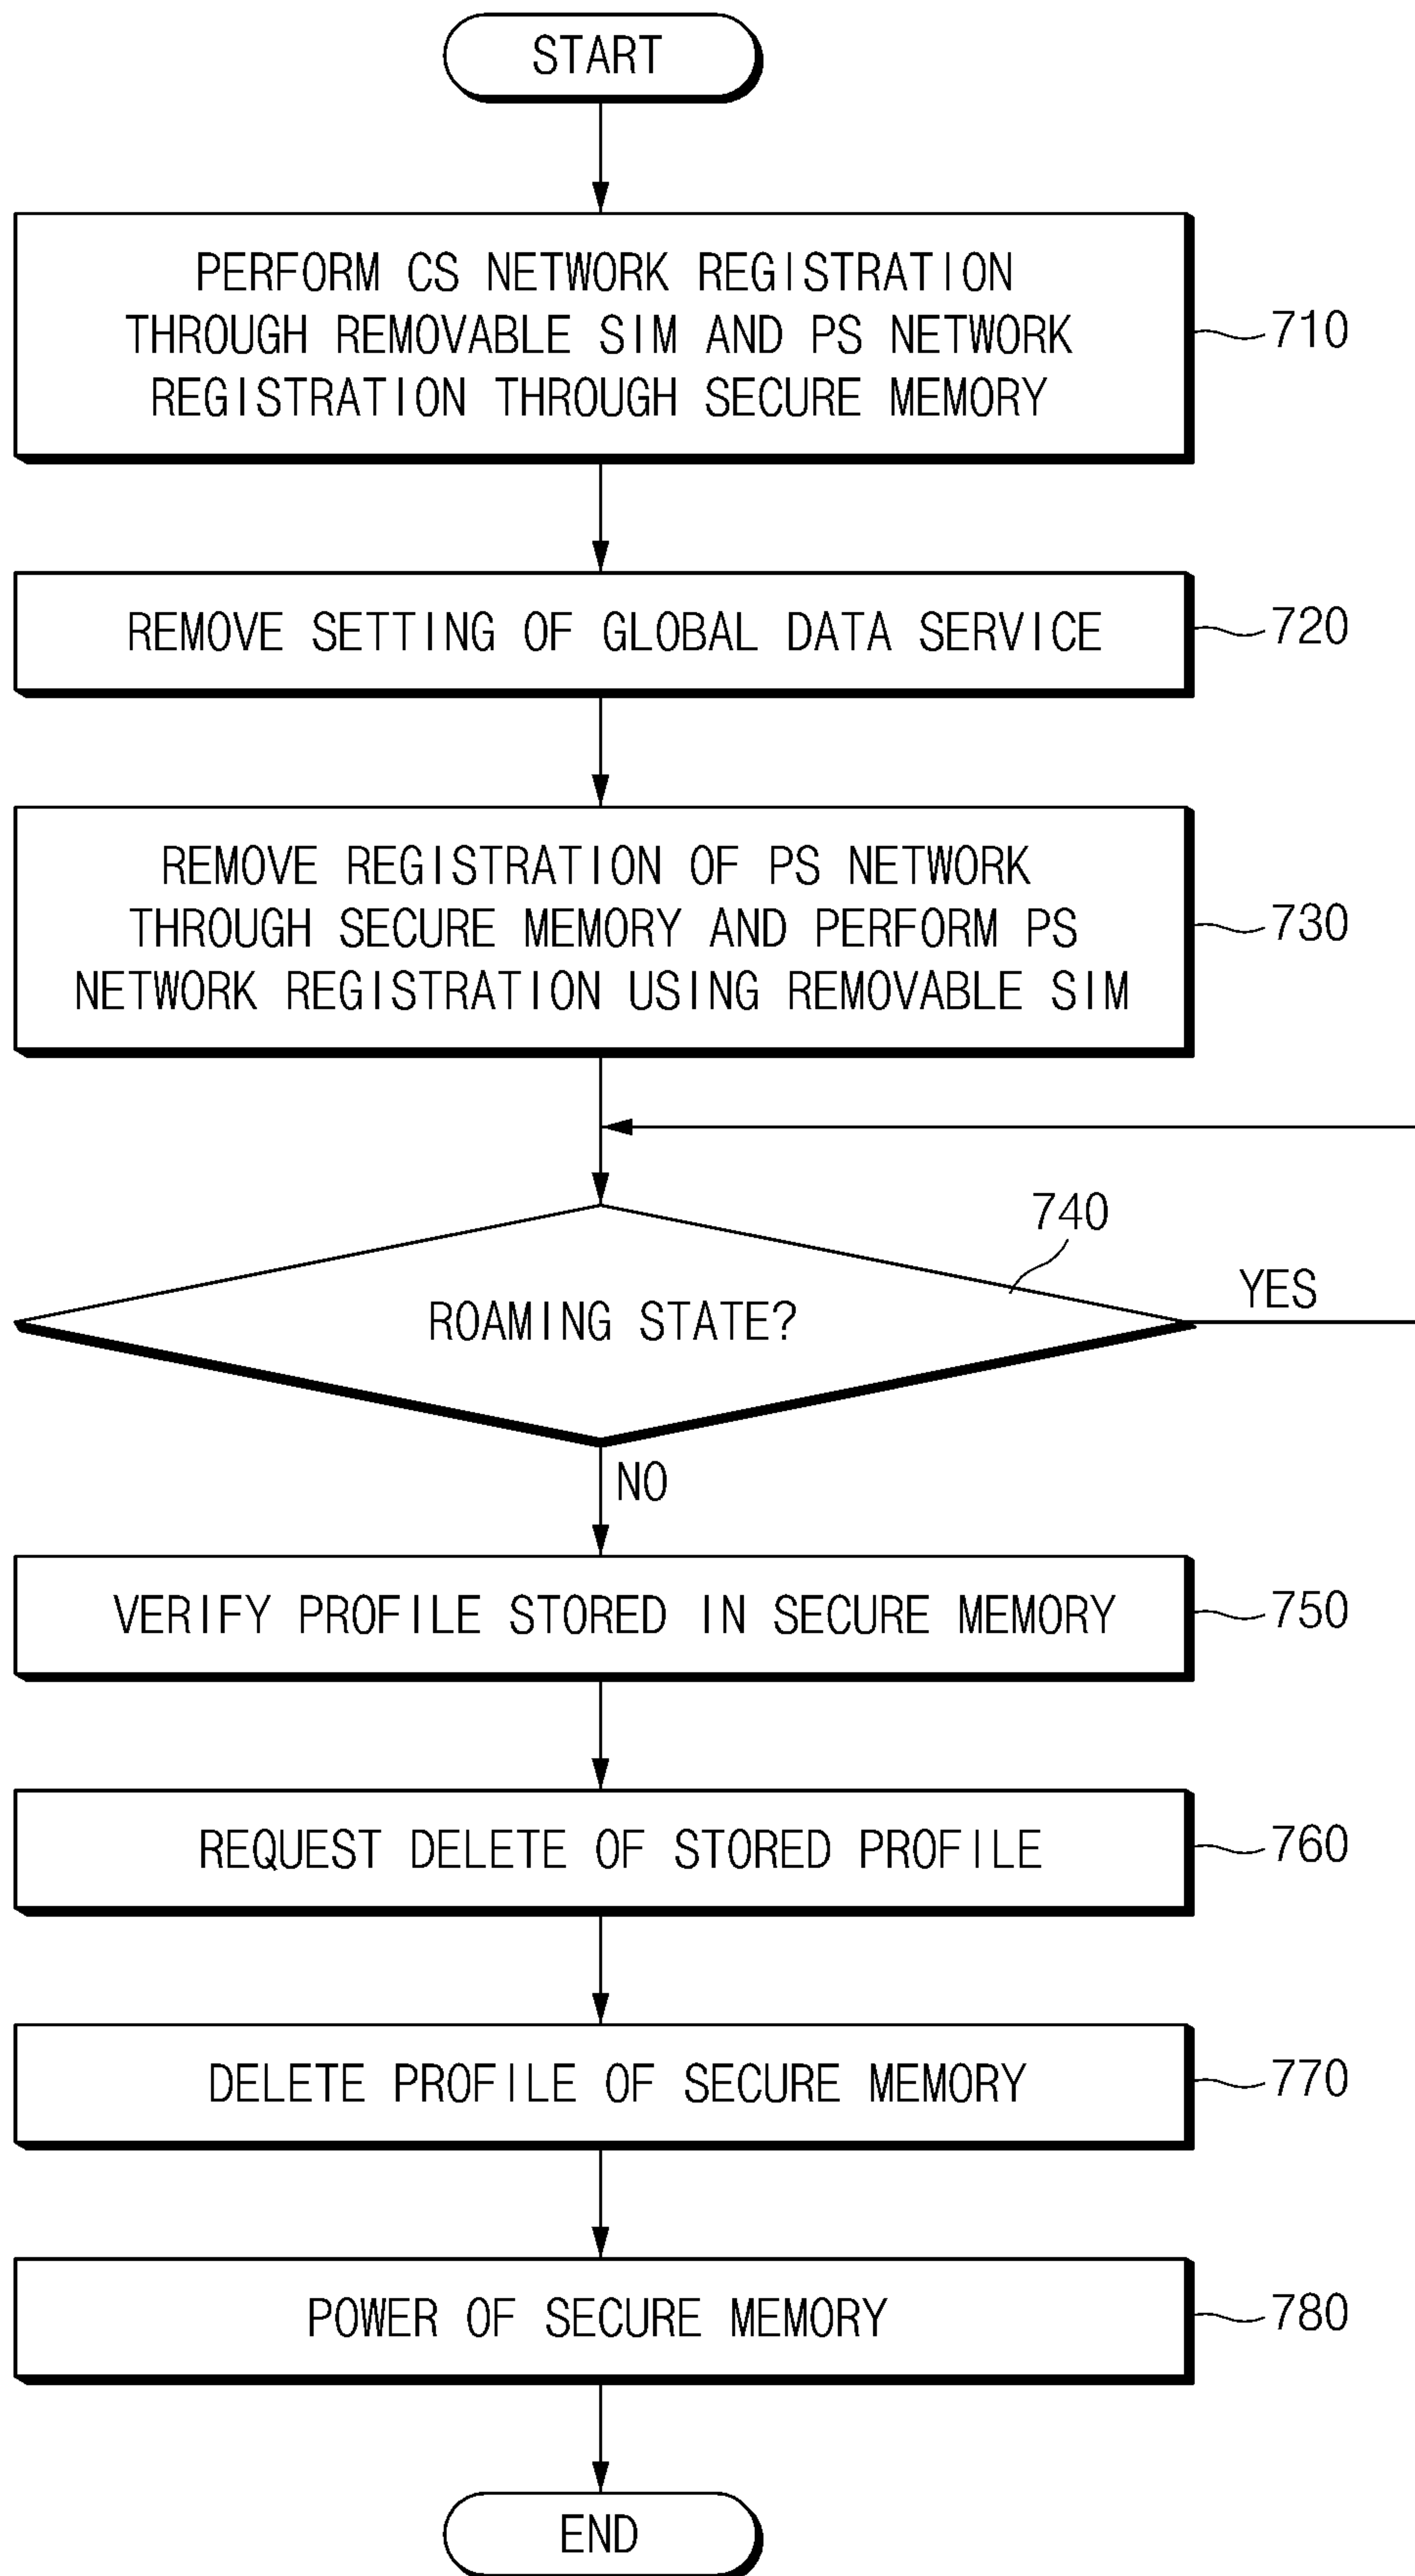 START
PERFORM CS NETWORK REGISTRATION
THROUGH REMOVABLE SIM AND PS NETWORK
REGISTRATION THROUGH SECURE MEMORY
710
REMOVE SETTING OF GLOBAL DATA SERVICE
720
REMOVE REGISTRATION OF PS NETWORK
THROUGH SECURE MEMORY AND PERFORM PS
NETWORK REGISTRATION USING REMOVABLE SIM
730
740
ROAMING STATE?
YES
NO
VERIFY PROFILE STORED IN SECURE MEMORY
750
REQUEST DELETE OF STORED PROFILE
760
DELETE PROFILE OF SECURE MEMORY
770
POWER OF SECURE MEMORY
780
END